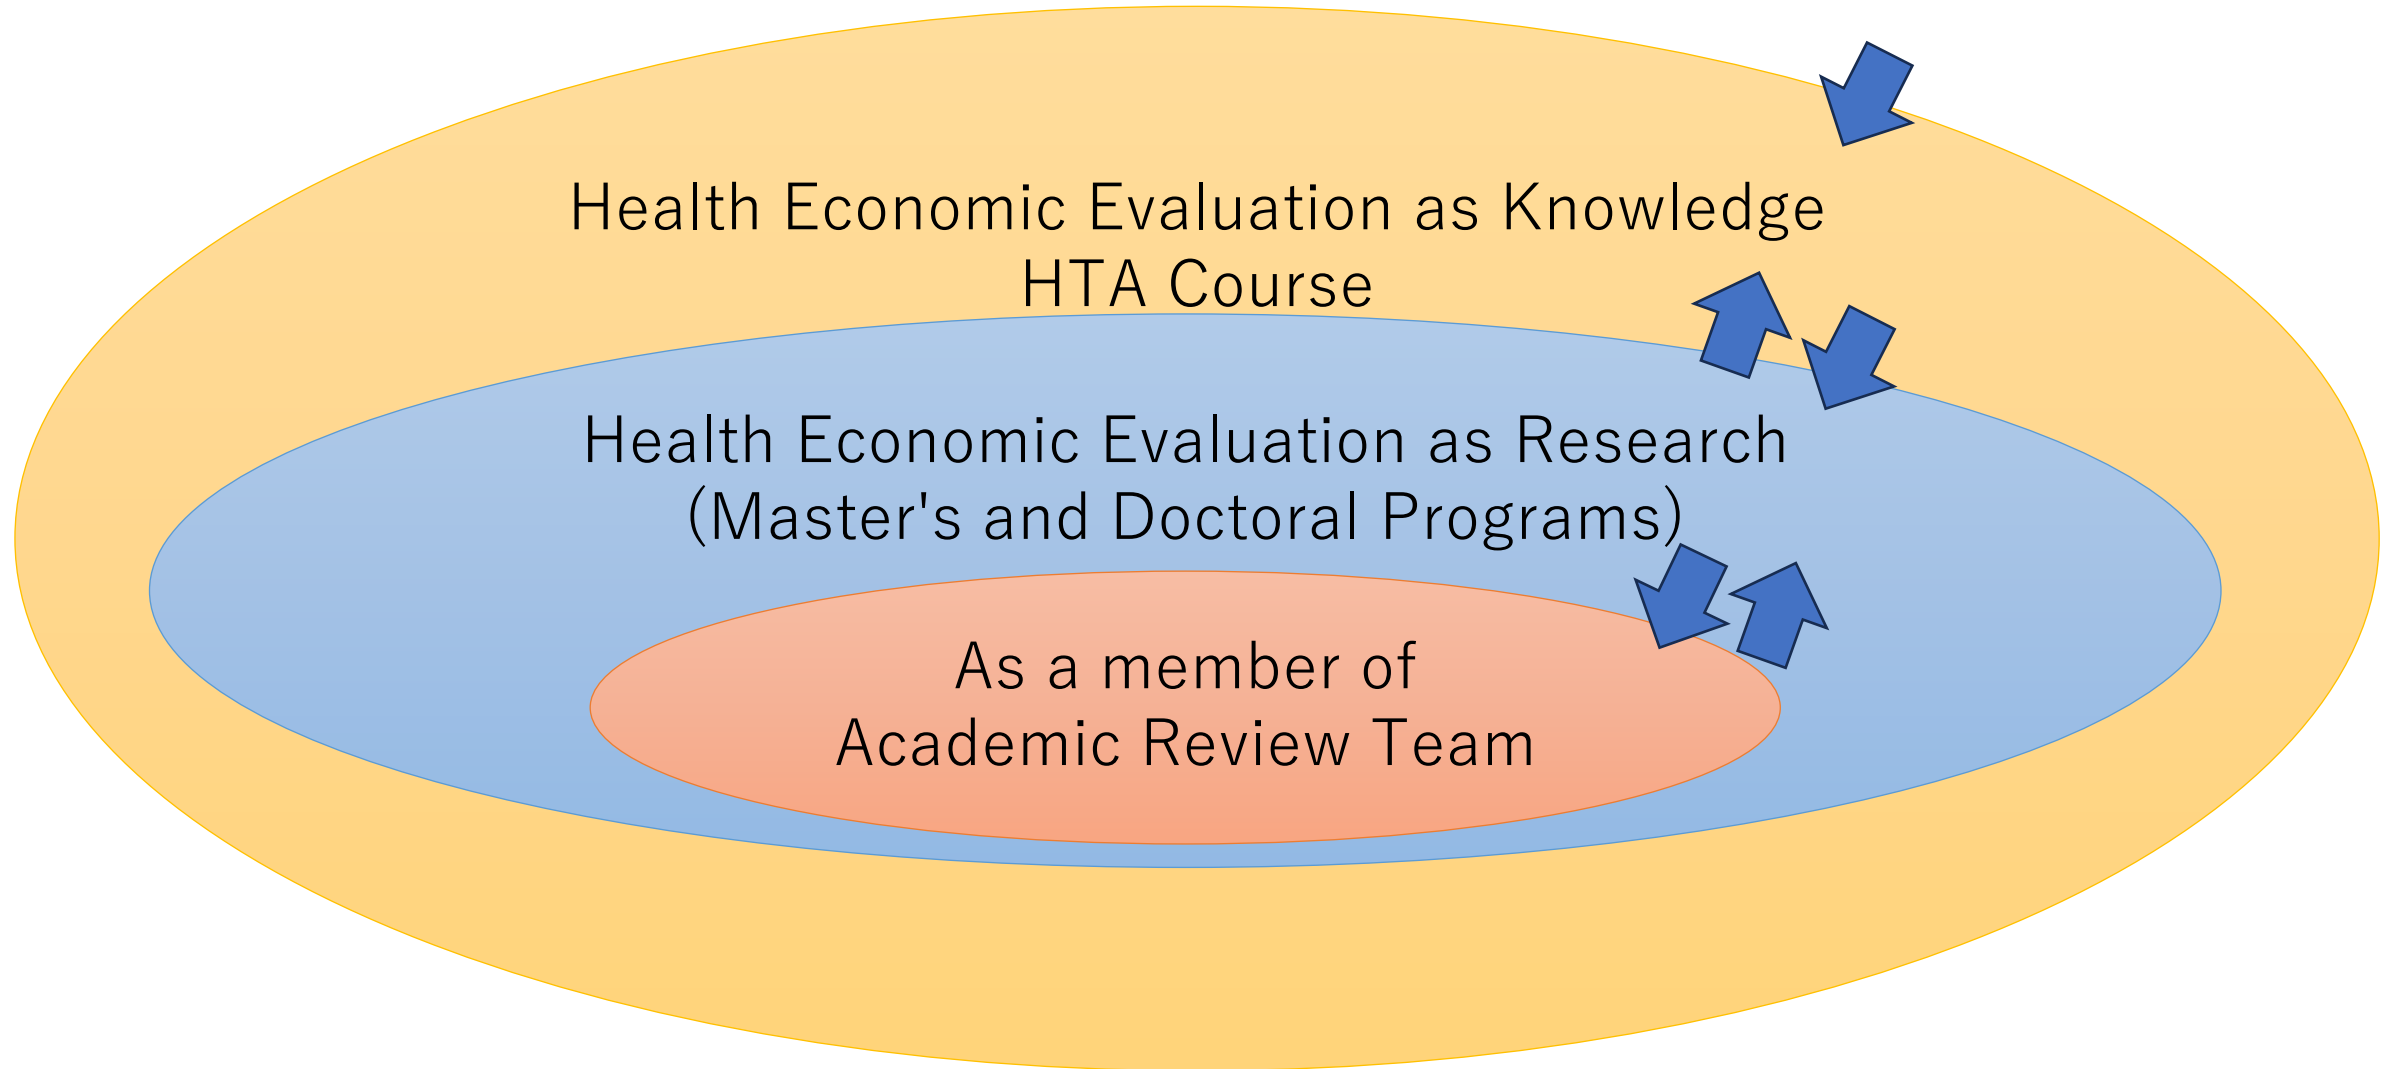 Health Economic Evaluation as Knowledge
HTA Course
Health Economic Evaluation as Research
(Master's and Doctoral Programs)
As a member of
Academic Review Team